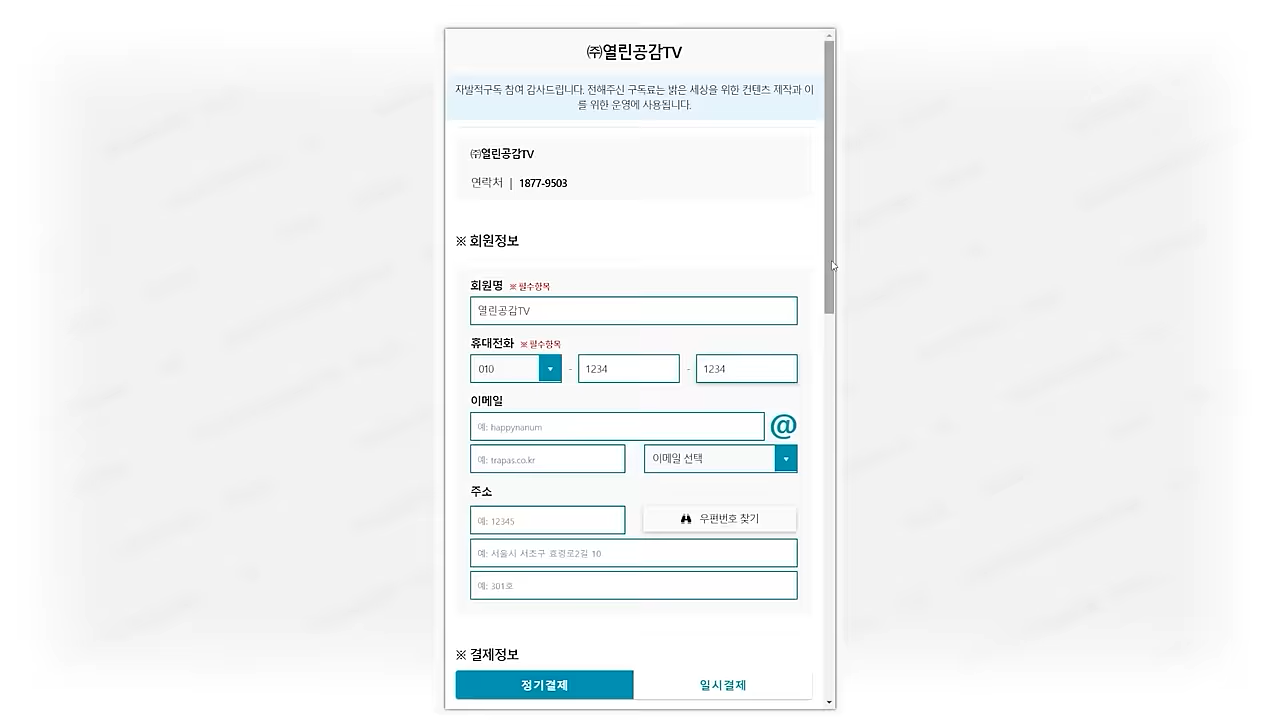 ㈜열린공감TV
자발적구독 참여 감사드립니다. 전해주신 구독료는 밝은 세상을 위한 컨텐츠 제작과 이
를 위한 운영에 사용됩니다.
㈜열린공감TV
연락처 | 1877-9503
※ 회원정보
회원명 ※ 필수항목
열린공감TV
휴대전화 ※ 필수항목
010 - 1234 - 1234
이메일
예: happynanum @
예: trapas.co.kr 이메일 선택
주소
예: 12345 우편번호 찾기
예: 서울시 서초구 효령로2길 10
예: 301호
※ 결제정보
정기결제 일시결제